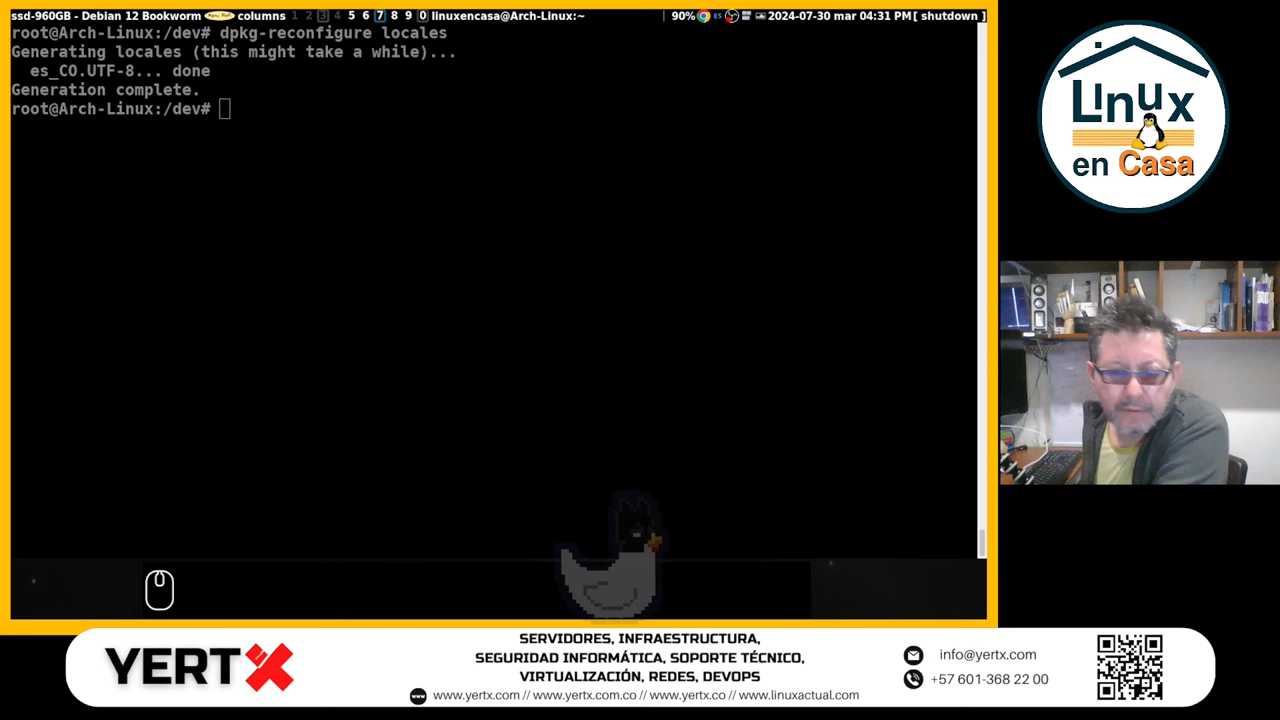 ssd-960GB - Debian 12 Bookworm columns 1 2 3 4 5 6 7 8 9 0 linuxencasa@Arch-Linux:~ 90% ES 2024-07-30 mar 04:31 PM[ shutdown ]
root@Arch-Linux:/dev# dpkg-reconfigure locales
Generating locales (this might take a while)...
es_CO.UTF-8... done
Generation complete.
root@Arch-Linux:/dev#
Linux
en Casa
YERTX
SERVIDORES, INFRAESTRUCTURA,
SEGURIDAD INFORMÁTICA, SOPORTE TÉCNICO,
VIRTUALIZACIÓN, REDES, DEVOPS
www.yertx.com // www.yertx.com.co // www.yertx.co // www.linuxactual.com
info@yertx.com
+57 601-368 22 00